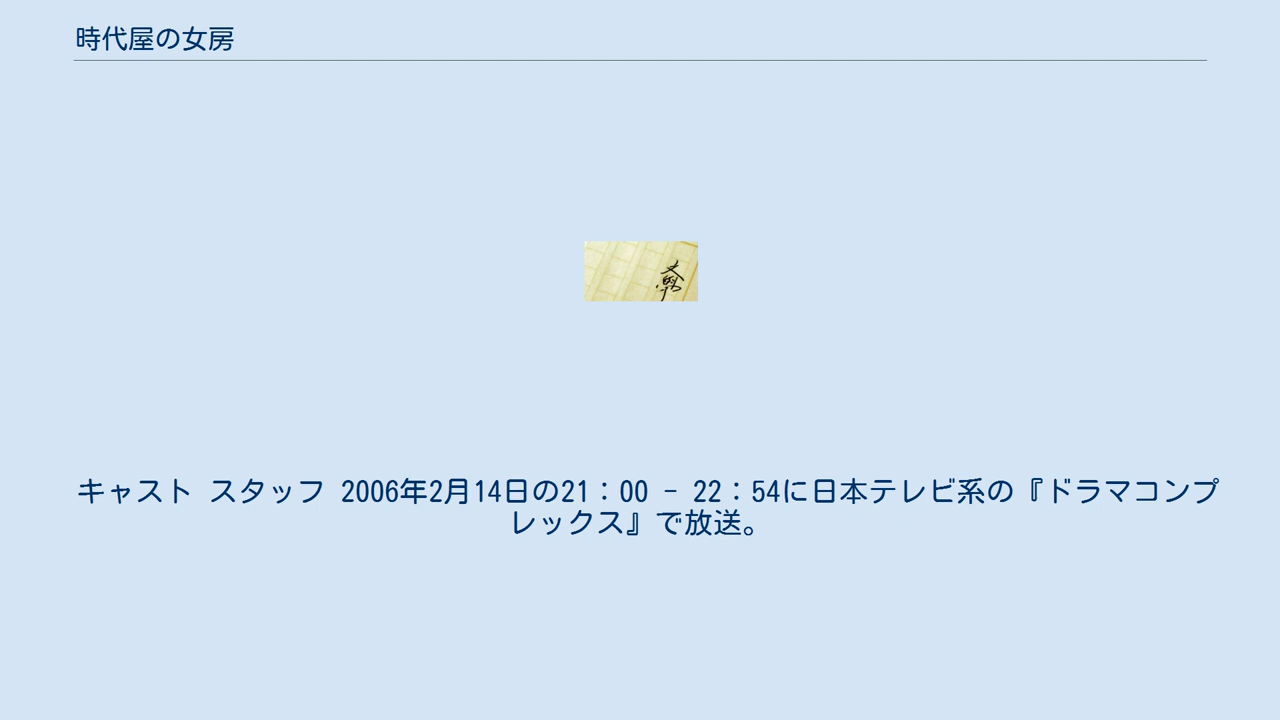 時代屋の女房
キャスト スタッフ 2006年2月14日の21：00 - 22：54に日本テレビ系の『ドラマコンプ
レックス』で放送。